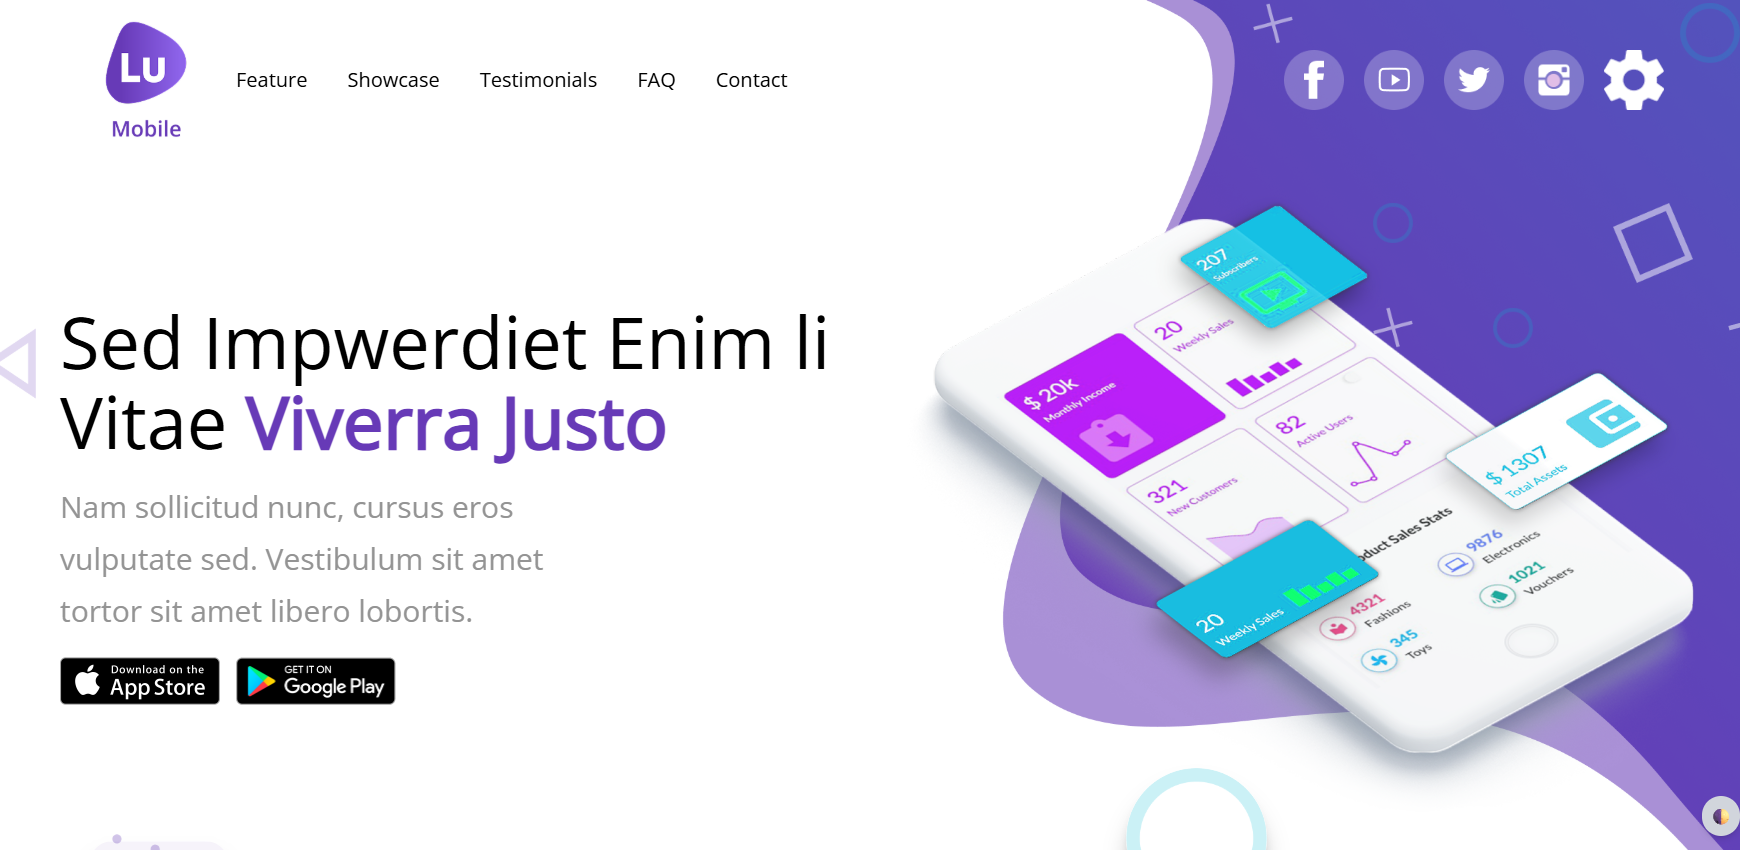 Lu
Mobile
Feature
Showcase
Testimonials
FAQ
Contact
Sed Impwerdiet Enim li
Vitae Viverra Justo
Nam sollicitud nunc, cursus eros
vulputate sed. Vestibulum sit amet
tortor sit amet libero lobortis.
Download on the
App Store
GET IT ON
Google Play
207
Subscribers
20
Weekly Sales
$ 20k
Monthly Income
82
Active Users
321
New Customers
$ 1307
Total Assets
oduct Sales Stats
9876
Electronics
1021
Vouchers
4321
Fashions
345
Toys
20
Weekly Sales